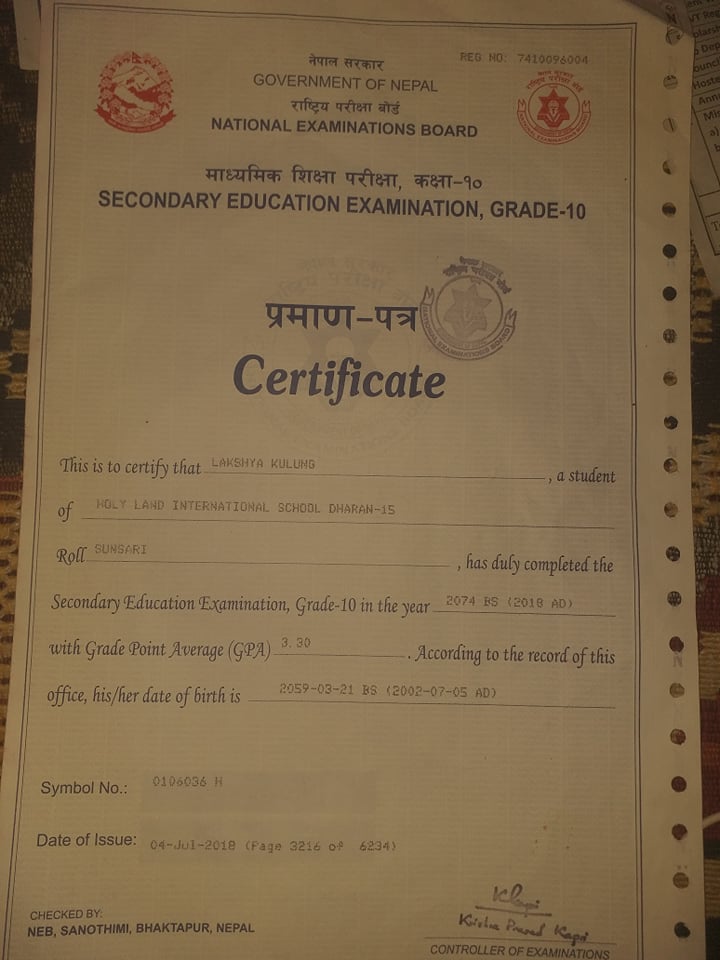 नेपाल सरकार
REG NO: 7410096004
GOVERNMENT OF NEPAL
राष्ट्रिय परीक्षा बोर्ड
NATIONAL EXAMINATIONS BOARD
माध्यमिक शिक्षा परीक्षा, कक्षा-१०
SECONDARY EDUCATION EXAMINATION, GRADE-10
प्रमाण-पत्र
Certificate
This is to certify that LAKSHYA KULUNG, a student
of HOLY LAND INTERNATIONAL SCHOOL DHARAN-15
Roll SUNSARI, has duly completed the
Secondary Education Examination, Grade-10 in the year 2074 BS (2018 AD)
with Grade Point Average (GPA) 3.30. According to the record of this
office, his/her date of birth is 2059-03-21 BS (2002-07-05 AD)
Symbol No.: 0106036 H
Date of Issue: 04-Jul-2018 (Page 3216 of 6234)
CHECKED BY:
NEB, SANOTHIMI, BHAKTAPUR, NEPAL
Krishna Prasad Kapri
CONTROLLER OF EXAMINATIONS